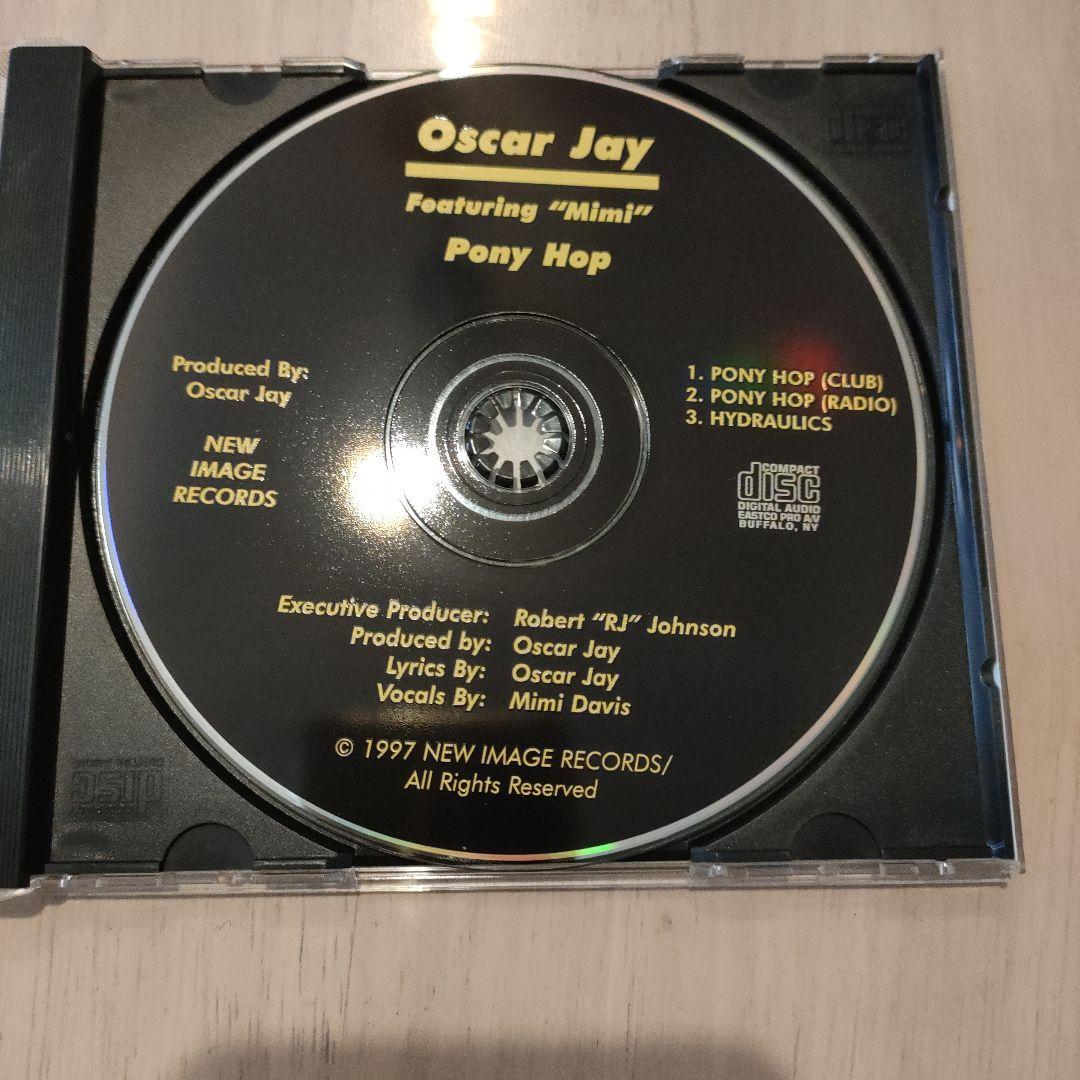 Oscar Jay
Featuring "Mimi"
Pony Hop
Produced By:
Oscar Jay
NEW
IMAGE
RECORDS
1. PONY HOP (CLUB)
2. PONY HOP (RADIO)
3. HYDRAULICS
COMPACT
disc
DIGITAL AUDIO
EASTCO PRO A/V
BUFFALO, NY
Executive Producer: Robert "RJ" Johnson
Produced by: Oscar Jay
Lyrics By: Oscar Jay
Vocals By: Mimi Davis
© 1997 NEW IMAGE RECORDS/
All Rights Reserved
disc
disc